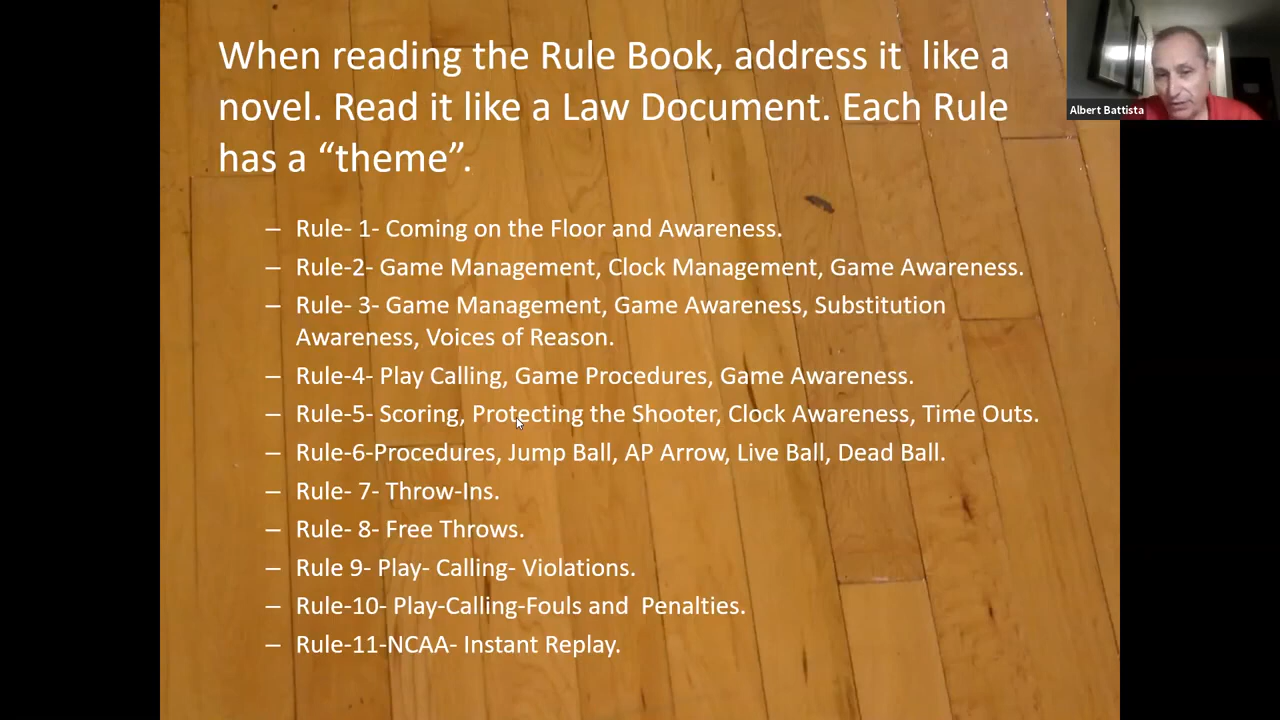 When reading the Rule Book, address it  like a
novel. Read it like a Law Document. Each Rule
has a “theme”.
Albert Battista
– Rule- 1- Coming on the Floor and Awareness.
– Rule-2- Game Management, Clock Management, Game Awareness.
– Rule- 3- Game Management, Game Awareness, Substitution
Awareness, Voices of Reason.
– Rule-4- Play Calling, Game Procedures, Game Awareness.
– Rule-5- Scoring, Protecting the Shooter, Clock Awareness, Time Outs.
– Rule-6-Procedures, Jump Ball, AP Arrow, Live Ball, Dead Ball.
– Rule- 7- Throw-Ins.
– Rule- 8- Free Throws.
– Rule 9- Play- Calling- Violations.
– Rule-10- Play-Calling-Fouls and  Penalties.
– Rule-11-NCAA- Instant Replay.